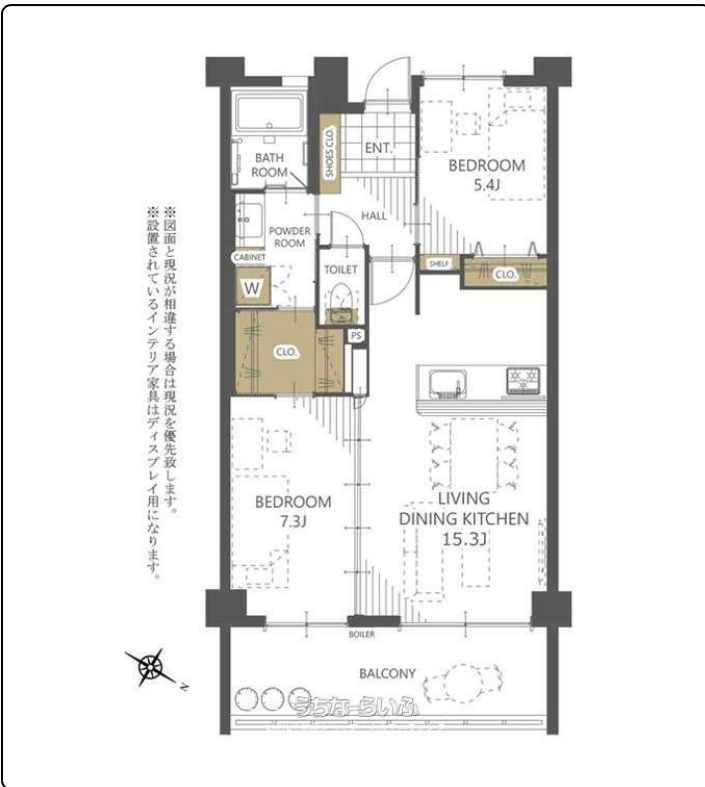 BATH
ROOM
SHOES CLO.
ENT.
BEDROOM
5.4J
HALL
POWDER
ROOM
CABINET
W
TOILET
SHELF
CLO.
PS
CLO.
BEDROOM
7.3J
LIVING
DINING KITCHEN
15.3J
BOILER
BALCONY
N
うちなーらいふ
※図面と現況が相違する場合は現況を優先致します。
※設置されているインテリア家具はディスプレイ用になります。